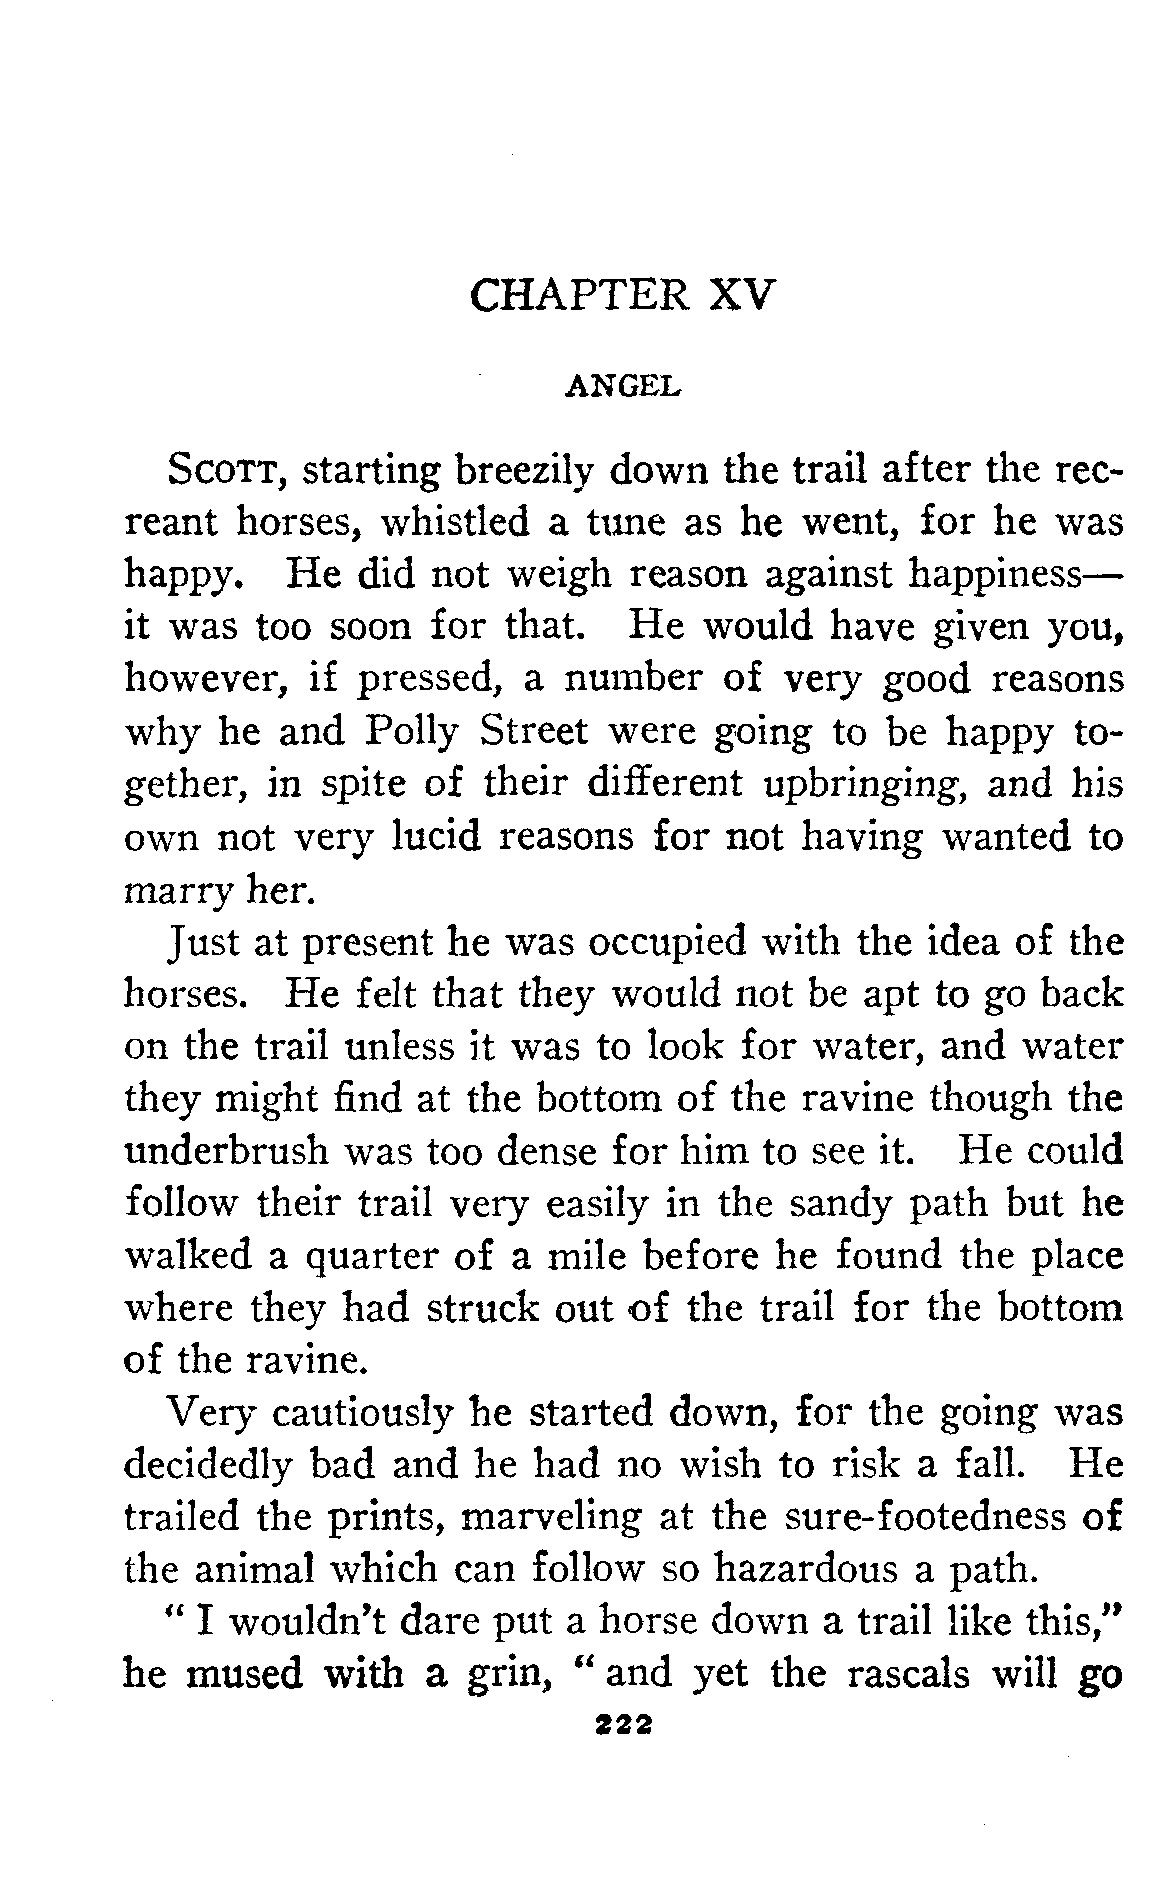 CHAPTER XV
ANGEL
Scott, starting breezily down the trail after the rec-
reant horses, whistled a tune as he went, for he was
happy. He did not weigh reason against happiness—
it was too soon for that. He would have given you,
however, if pressed, a number of very good reasons
why he and Polly Street were going to be happy to-
gether, in spite of their different upbringing, and his
own not very lucid reasons for not having wanted to
marry her.
Just at present he was occupied with the idea of the
horses. He felt that they would not be apt to go back
on the trail unless it was to look for water, and water
they might find at the bottom of the ravine though the
underbrush was too dense for him to see it. He could
follow their trail very easily in the sandy path but he
walked a quarter of a mile before he found the place
where they had struck out of the trail for the bottom
of the ravine.
Very cautiously he started down, for the going was
decidedly bad and he had no wish to risk a fall. He
trailed the prints, marveling at the sure-footedness of
the animal which can follow so hazardous a path.
" I wouldn't dare put a horse down a trail like this,"
he mused with a grin, " and yet the rascals will go
222